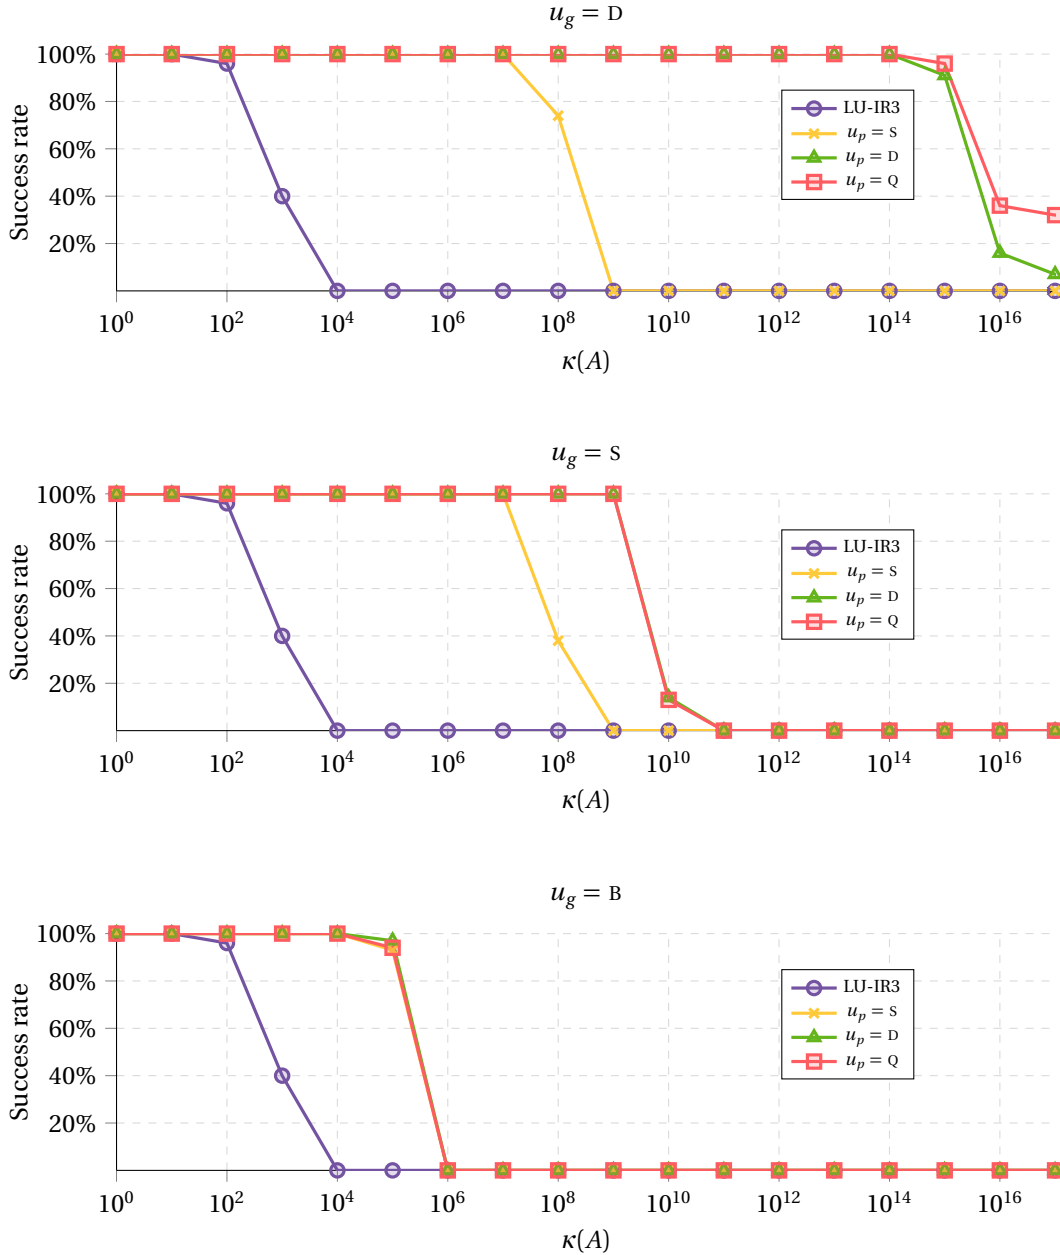 u_g = D
100%
80%
60%
40%
20%
Success rate
LU-IR3
u_p = S
u_p = D
u_p = Q
10^0 10^2 10^4 10^6 10^8 10^10 10^12 10^14 10^16
κ(A)
u_g = S
100%
80%
60%
40%
20%
Success rate
LU-IR3
u_p = S
u_p = D
u_p = Q
10^0 10^2 10^4 10^6 10^8 10^10 10^12 10^14 10^16
κ(A)
u_g = B
100%
80%
60%
40%
20%
Success rate
LU-IR3
u_p = S
u_p = D
u_p = Q
10^0 10^2 10^4 10^6 10^8 10^10 10^12 10^14 10^16
κ(A)